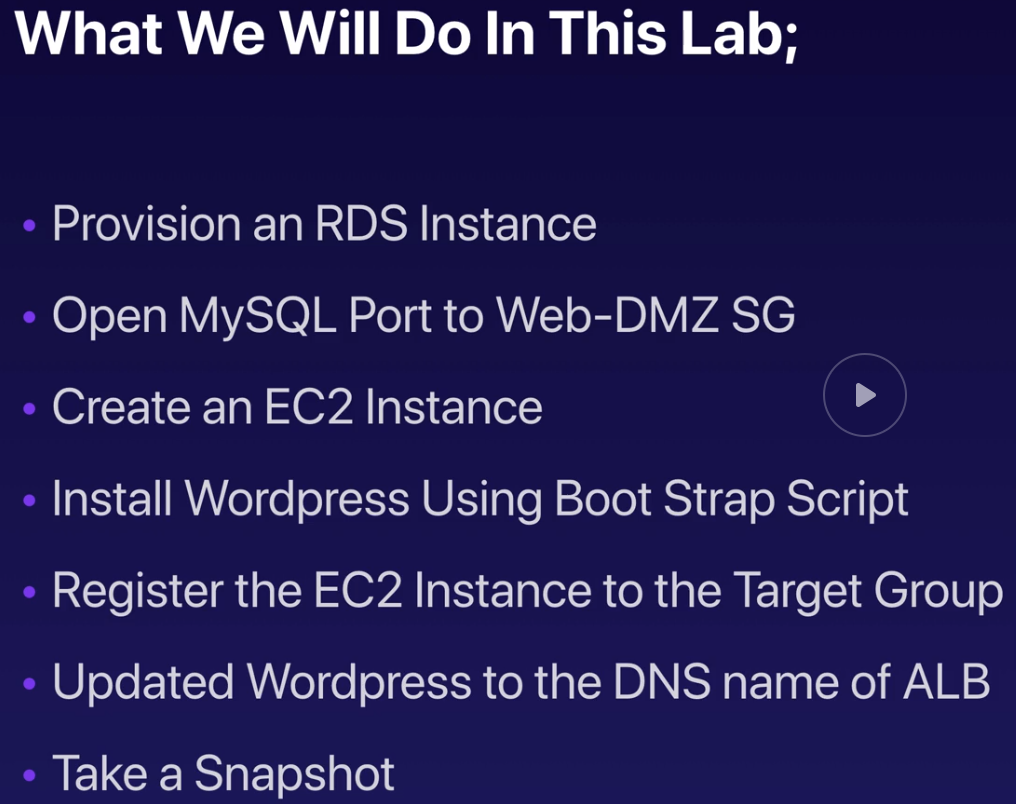 What We Will Do In This Lab;
• Provision an RDS Instance
• Open MySQL Port to Web-DMZ SG
• Create an EC2 Instance
• Install Wordpress Using Boot Strap Script
• Register the EC2 Instance to the Target Group
• Updated Wordpress to the DNS name of ALB
• Take a Snapshot